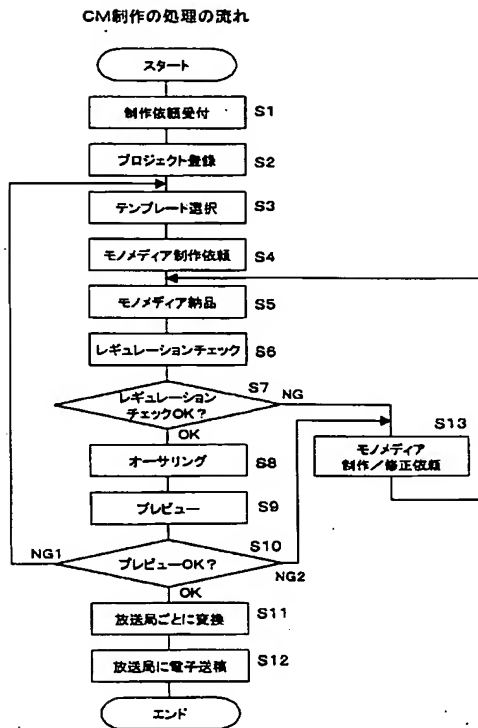 CM制作の処理の流れ
スタート
制作依頼受付 S1
プロジェクト登録 S2
テンプレート選択 S3
モノメディア制作依頼 S4
モノメディア納品 S5
レギュレーションチェック S6
S7
レギュレーション
チェックOK？
NG
OK
S13
モノメディア
制作／修正依頼
オーサリング S8
プレビュー S9
S10
NG1
プレビューOK？
NG2
OK
放送局ごとに変換 S11
放送局に電子送稿 S12
エンド